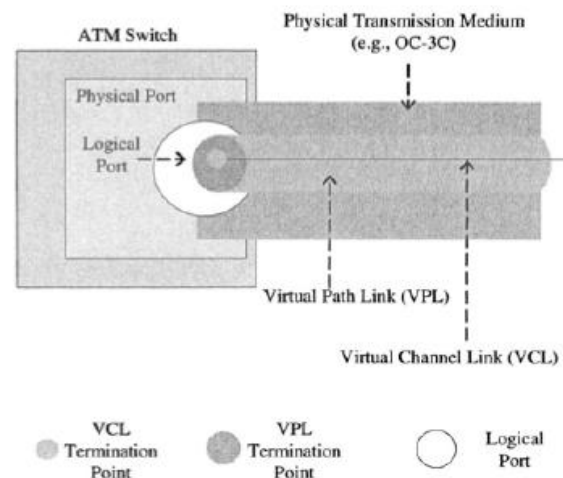 Physical Transmission Medium
(e.g., OC-3C)
ATM Switch
Physical Port
Logical
Port
Virtual Path Link (VPL)
Virtual Channel Link (VCL)
VCL
Termination
Point
VPL
Termination
Point
Logical
Port